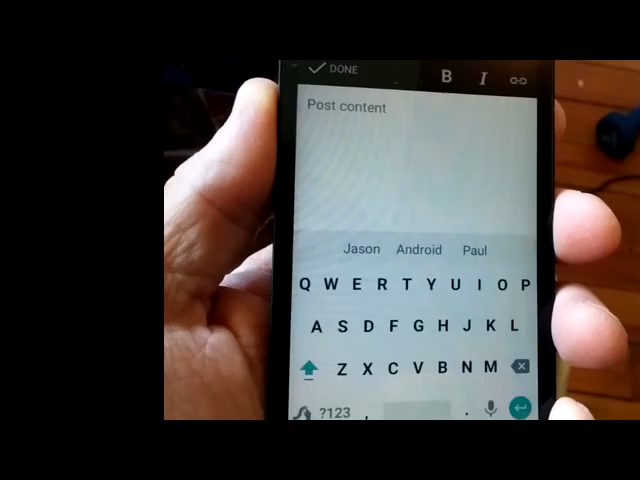 DONE B I
Post content
Jason Android Paul
Q W E R T Y U I O P
A S D F G H J K L
Z X C V B N M
?123 , .